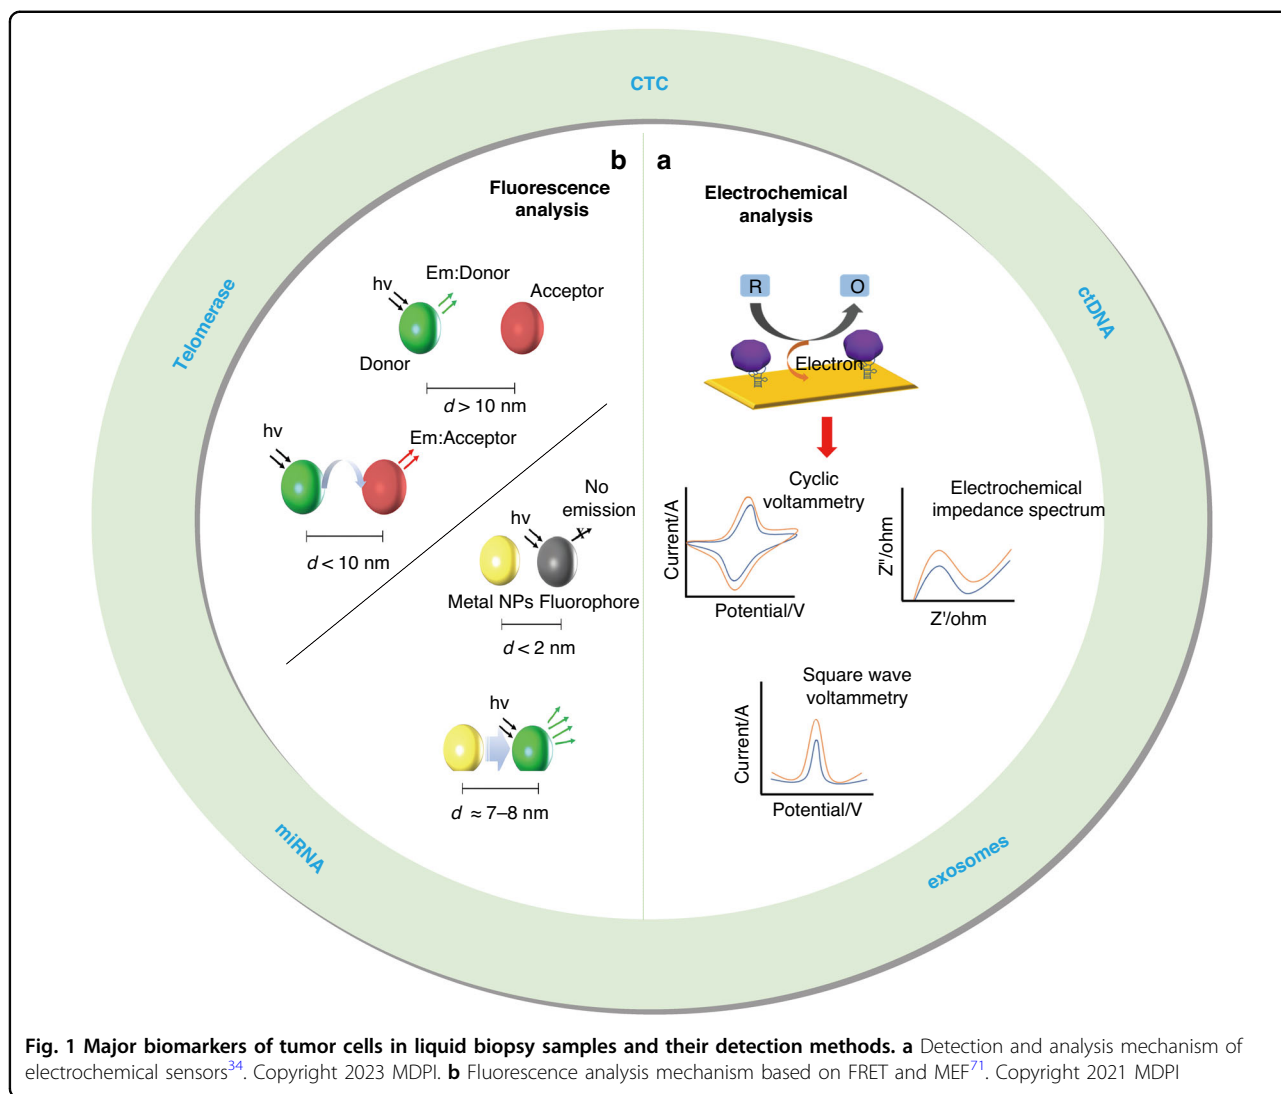 CTC
b
a
Fluorescence
analysis
Electrochemical
analysis
Telomerase
ctDNA
hv
Em:Donor
Acceptor
Donor
d > 10 nm
hv
Em:Acceptor
d < 10 nm
hv
No
emission
x
Metal NPs Fluorophore
d < 2 nm
hv
d ≈ 7–8 nm
R
O
Electron
Cyclic
voltammetry
Current/A
Potential/V
Electrochemical
impedance spectrum
Z"/ohm
Z'/ohm
Square wave
voltammetry
Current/A
Potential/V
miRNA
exosomes
Fig. 1 Major biomarkers of tumor cells in liquid biopsy samples and their detection methods. a Detection and analysis mechanism of
electrochemical sensors34. Copyright 2023 MDPI. b Fluorescence analysis mechanism based on FRET and MEF71. Copyright 2021 MDPI